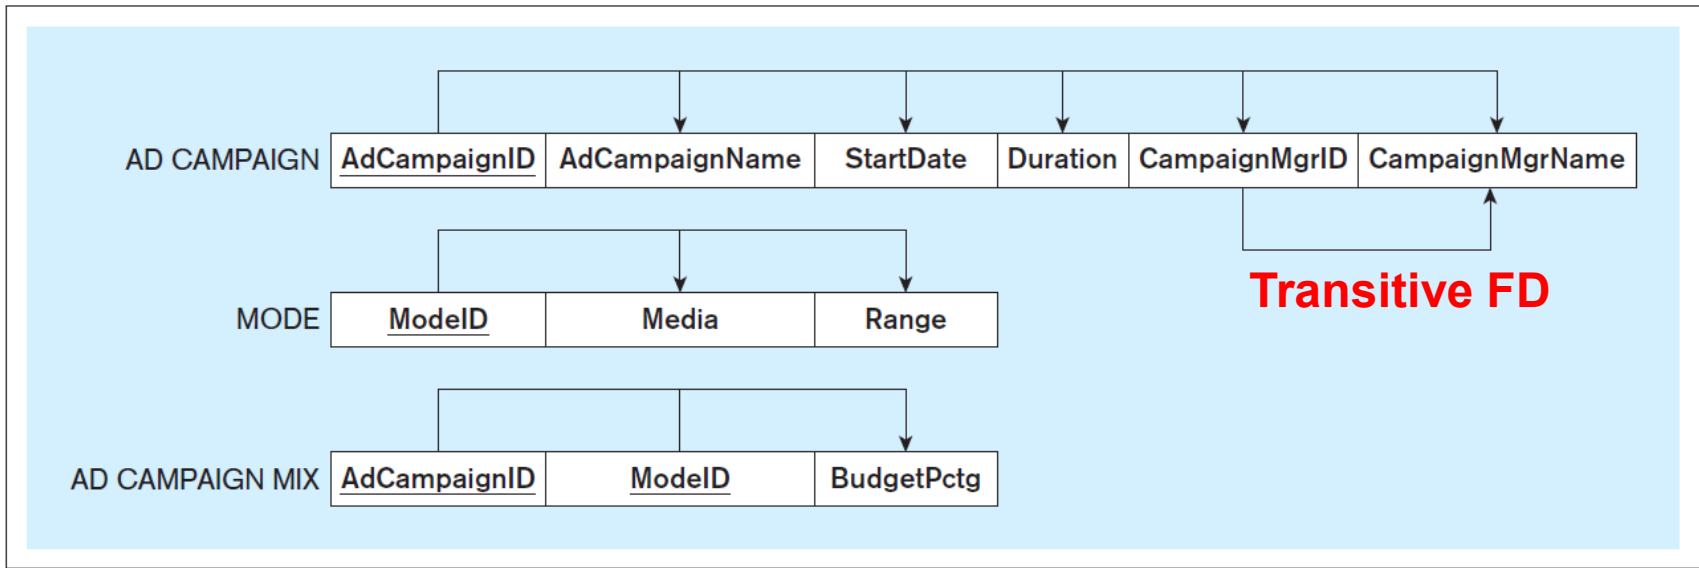 AD CAMPAIGN AdCampaignID AdCampaignName StartDate Duration CampaignMgrID CampaignMgrName
Transitive FD
MODE ModeID Media Range
AD CAMPAIGN MIX AdCampaignID ModeID BudgetPctg